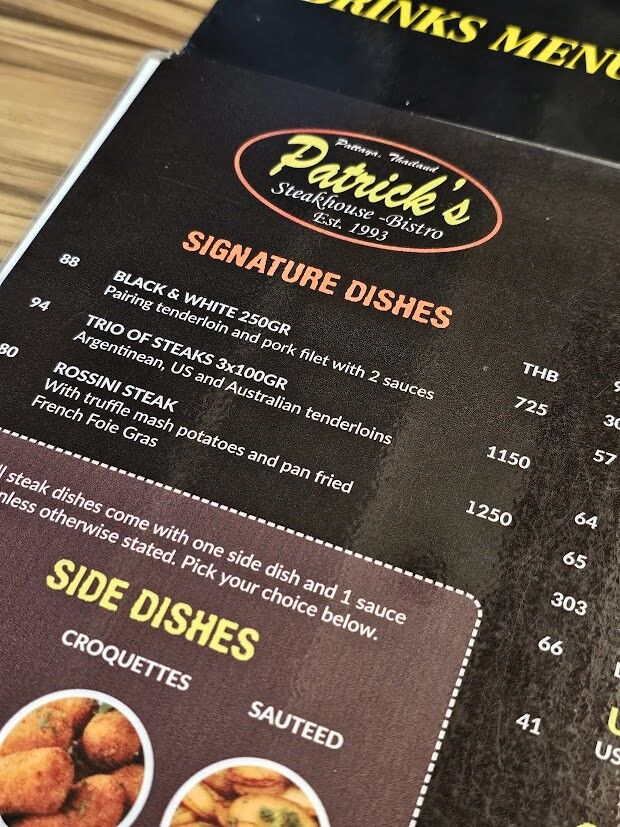 DRINKS MENU
Pattaya, Thailand
Patrick's
Steakhouse -Bistro
Est. 1993
SIGNATURE DISHES
THB
88 BLACK & WHITE 250GR 725
Pairing tenderloin and pork filet with 2 sauces
94 TRIO OF STEAKS 3x100GR 1150
Argentinean, US and Australian tenderloins
80 ROSSINI STEAK 1250
With truffle mash potatoes and pan fried
French Foie Gras
steak dishes come with one side dish and 1 sauce
unless otherwise stated. Pick your choice below.
SIDE DISHES
CROQUETTES
SAUTEED
57
64
65
303
66
41
US